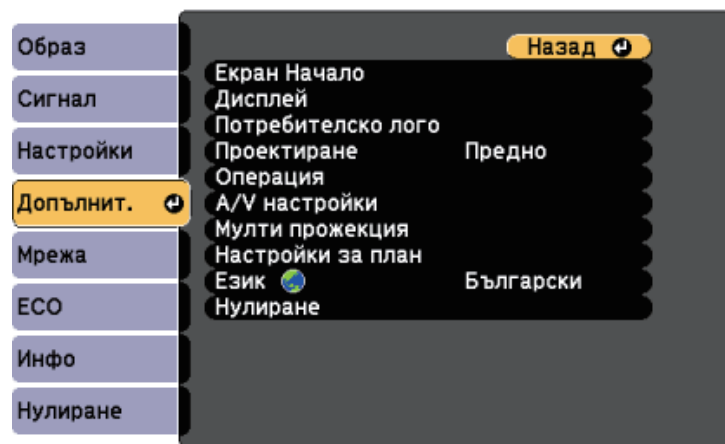 Образ
Сигнал
Настройки
Допълнит.
Мрежа
ECO
Инфо
Нулиране
Назад
Екран Начало
Дисплей
Потребителско лого
Проектиране Предно
Операция
A/V настройки
Мулти прожекция
Настройки за план
Език Български
Нулиране